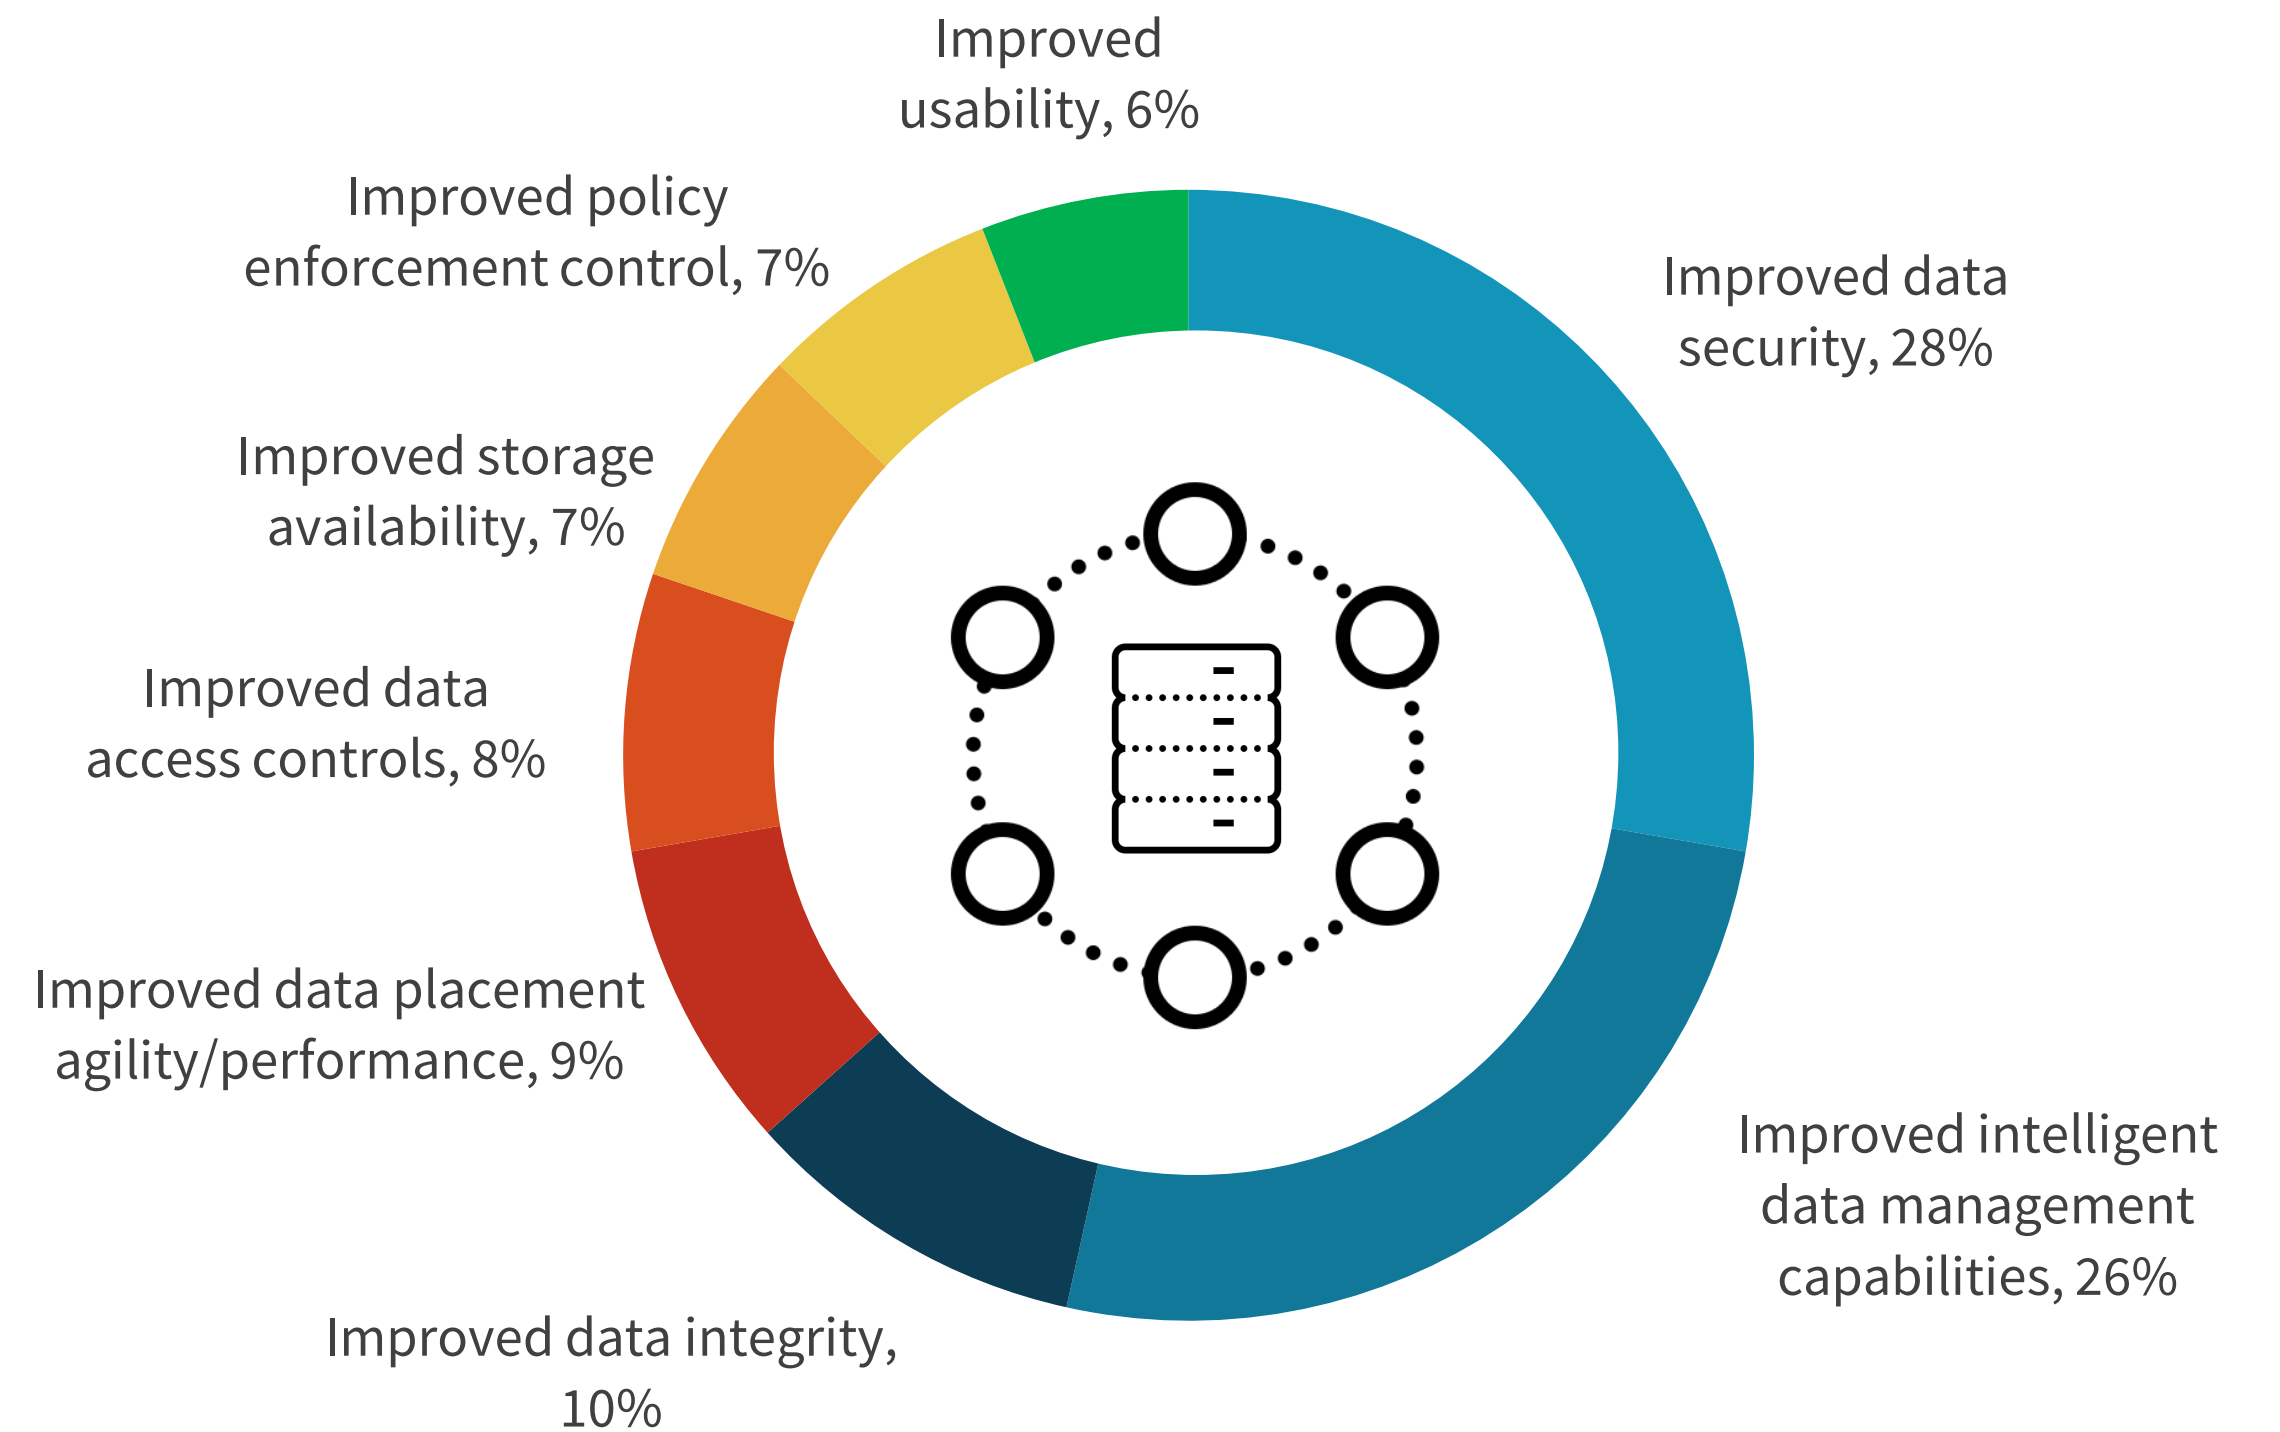 Improved
usability, 6%
Improved policy
enforcement control, 7%
Improved data
security, 28%
Improved storage
availability, 7%
Improved data
access controls, 8%
Improved data placement
agility/performance, 9%
Improved intelligent
data management
capabilities, 26%
Improved data integrity,
10%